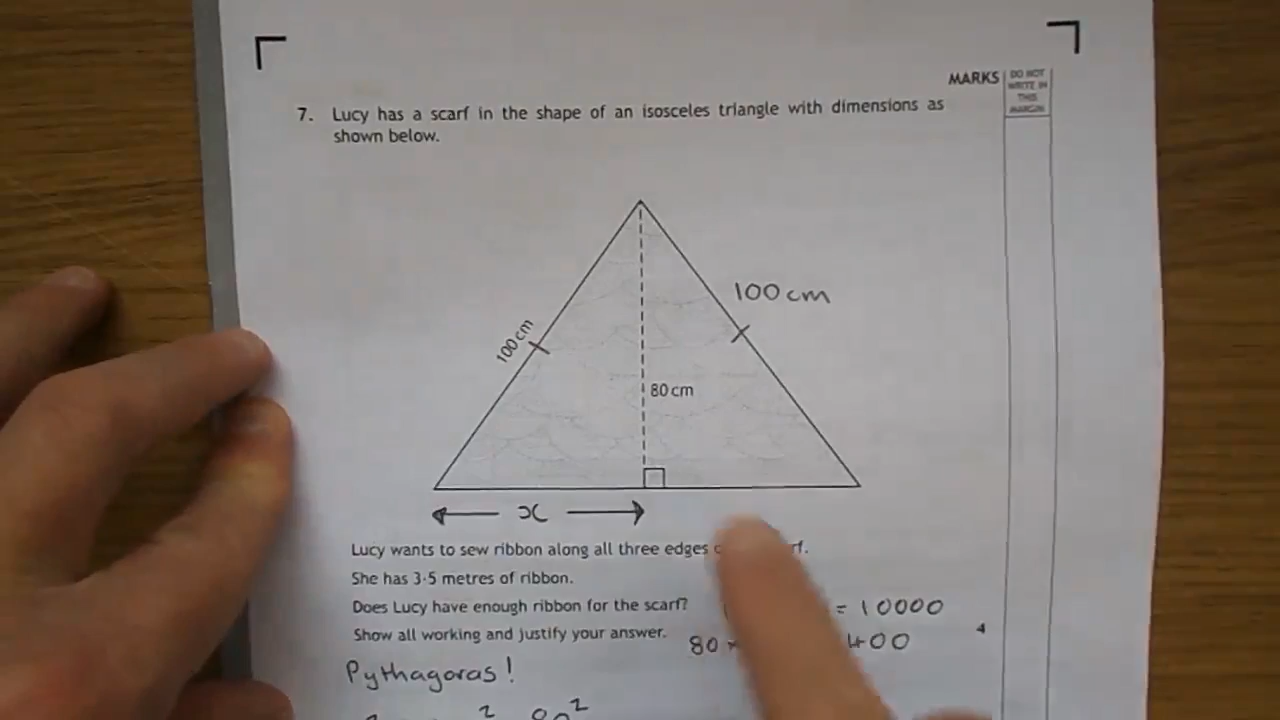 MARKS
DO NOT
WRITE IN
THIS
MARGIN
7. Lucy has a scarf in the shape of an isosceles triangle with dimensions as
shown below.
100 cm
100 cm
80 cm
x
Lucy wants to sew ribbon along all three edges
She has 3·5 metres of ribbon.
Does Lucy have enough ribbon for the scarf?
= 10000
Show all working and justify your answer.
80
400
4
Pythagoras!
2
80²